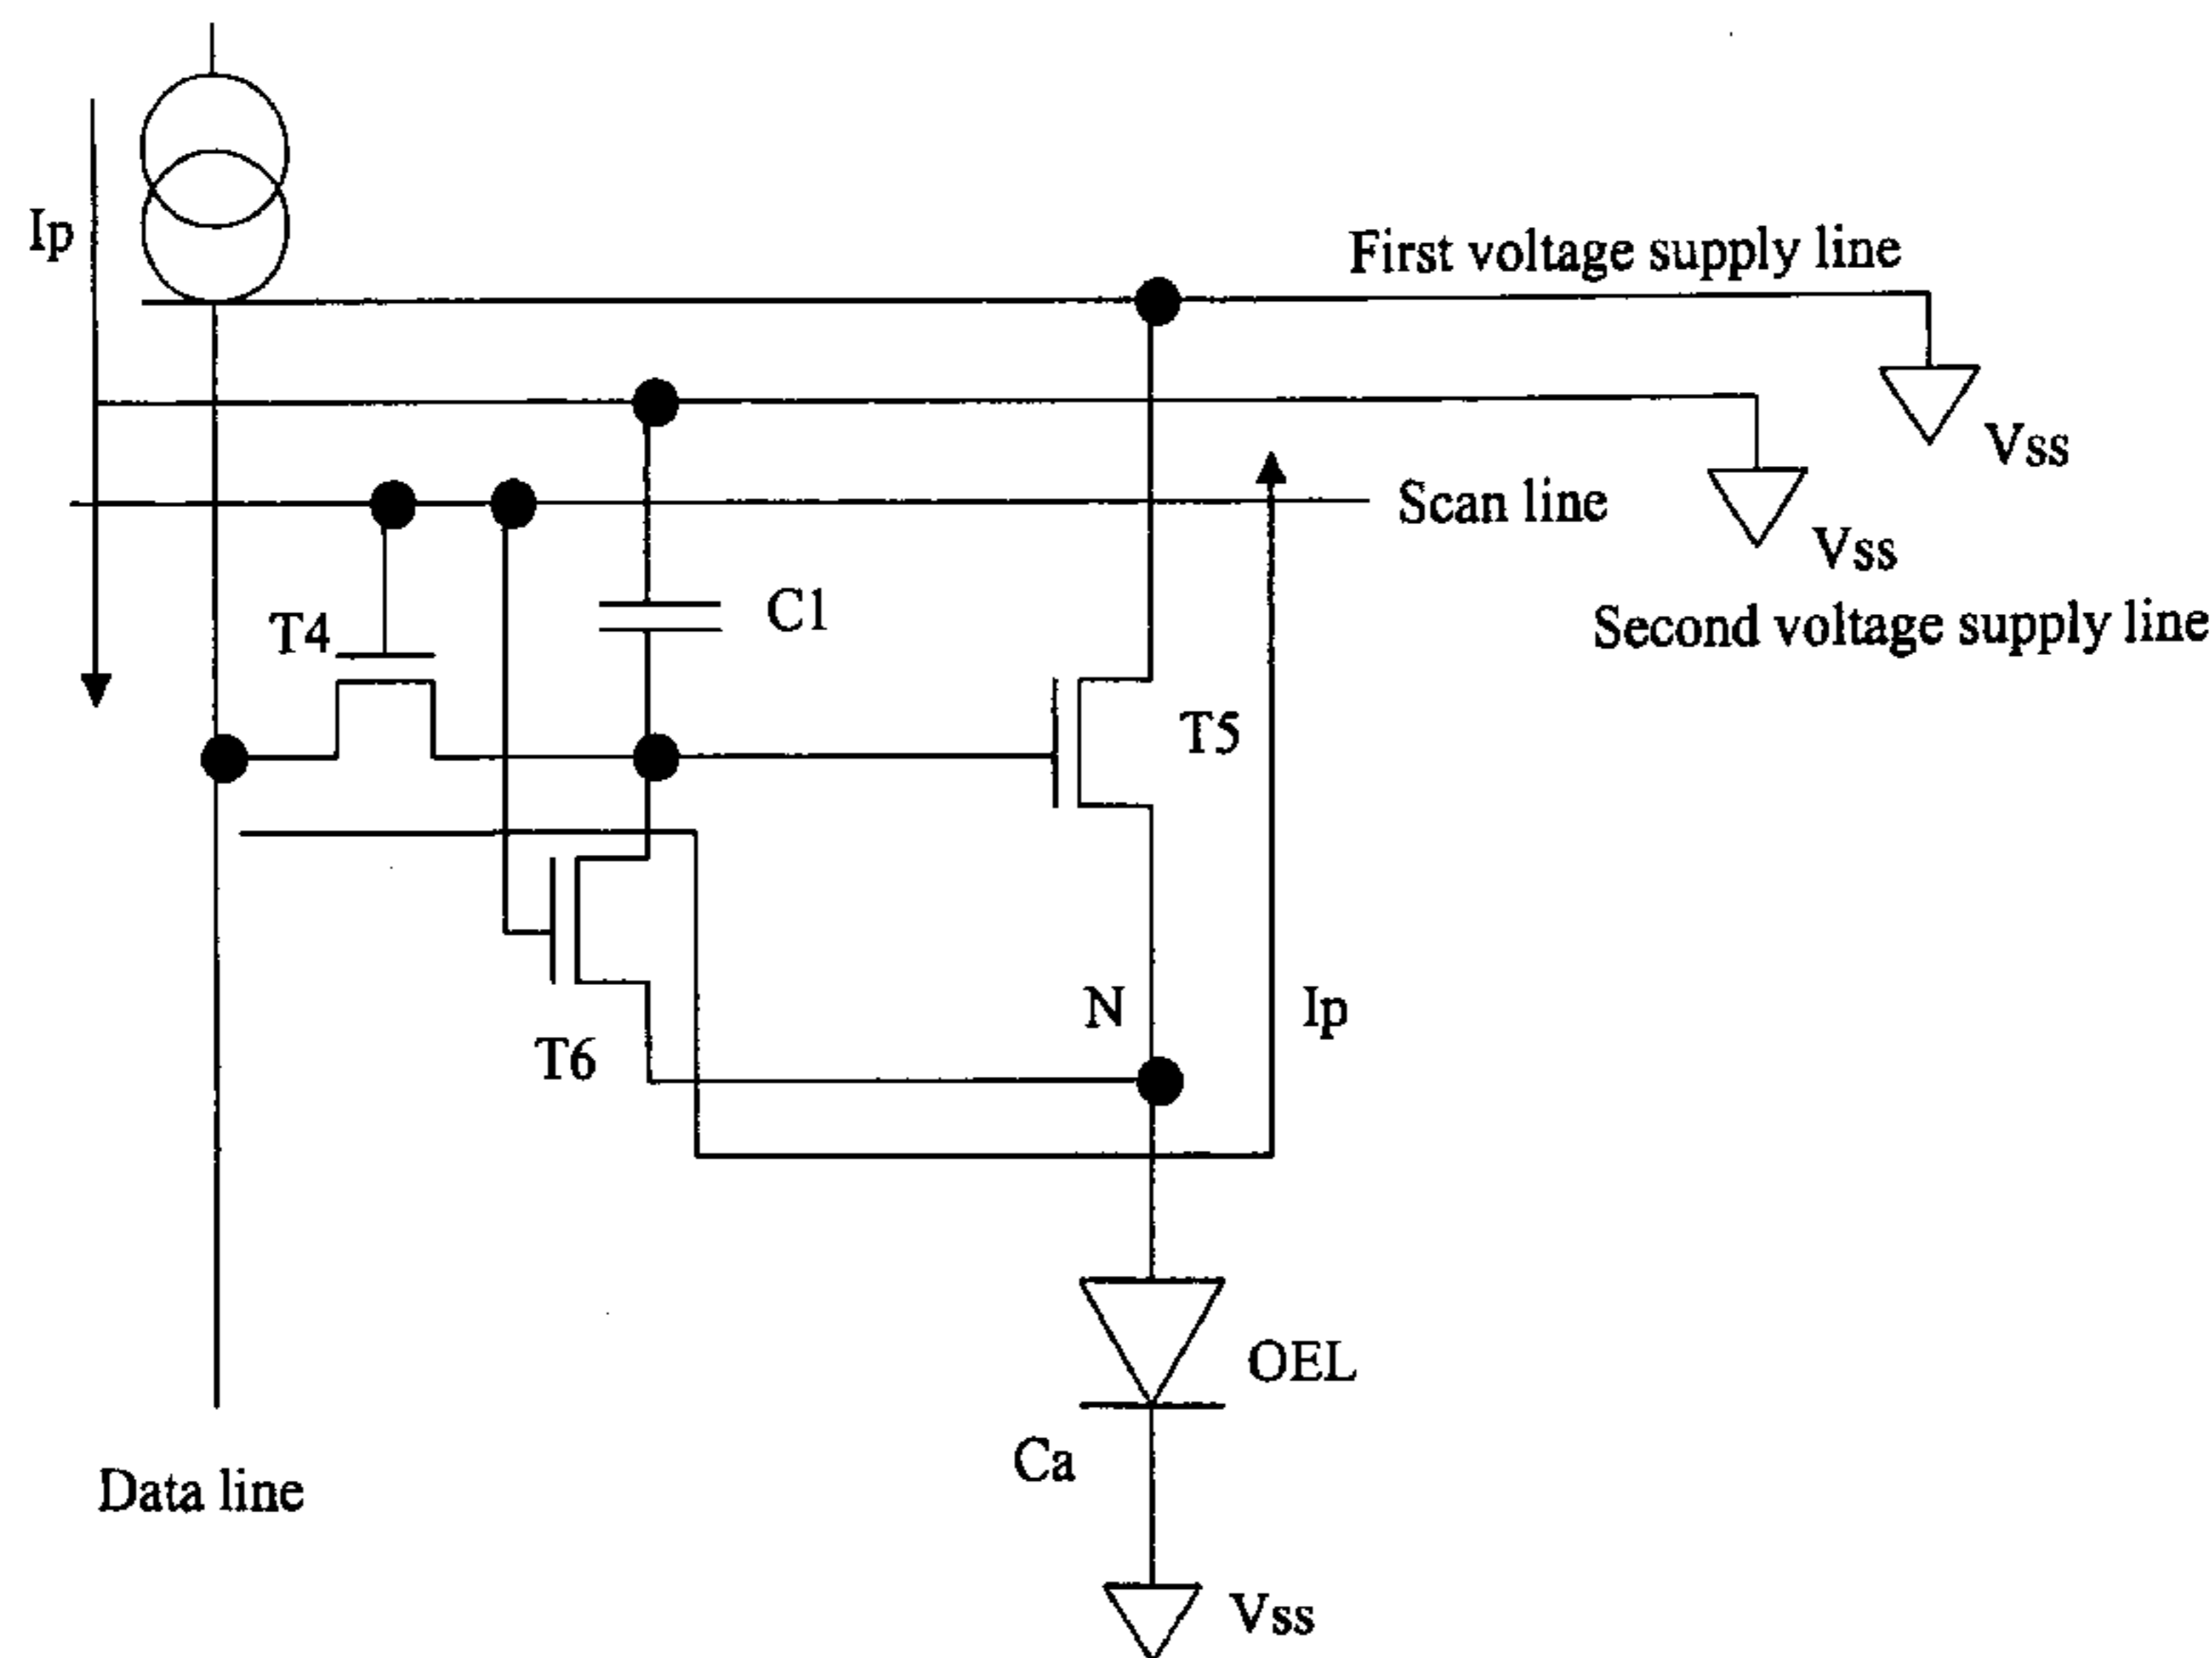 Ip
First voltage supply line
Vss
Scan line
Vss
C1
T4
Second voltage supply line
T5
N
Ip
T6
OEL
Ca
Data line
Vss